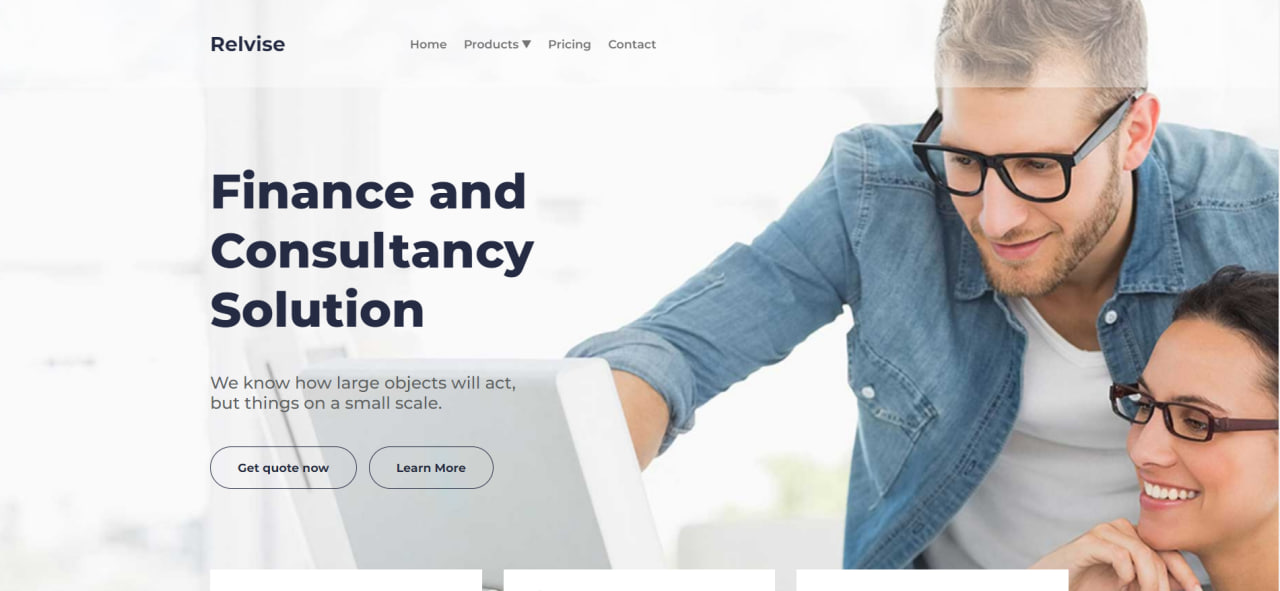 Relvise
Home Products ▼ Pricing Contact
Finance and
Consultancy
Solution
We know how large objects will act,
but things on a small scale.
Get quote now Learn More